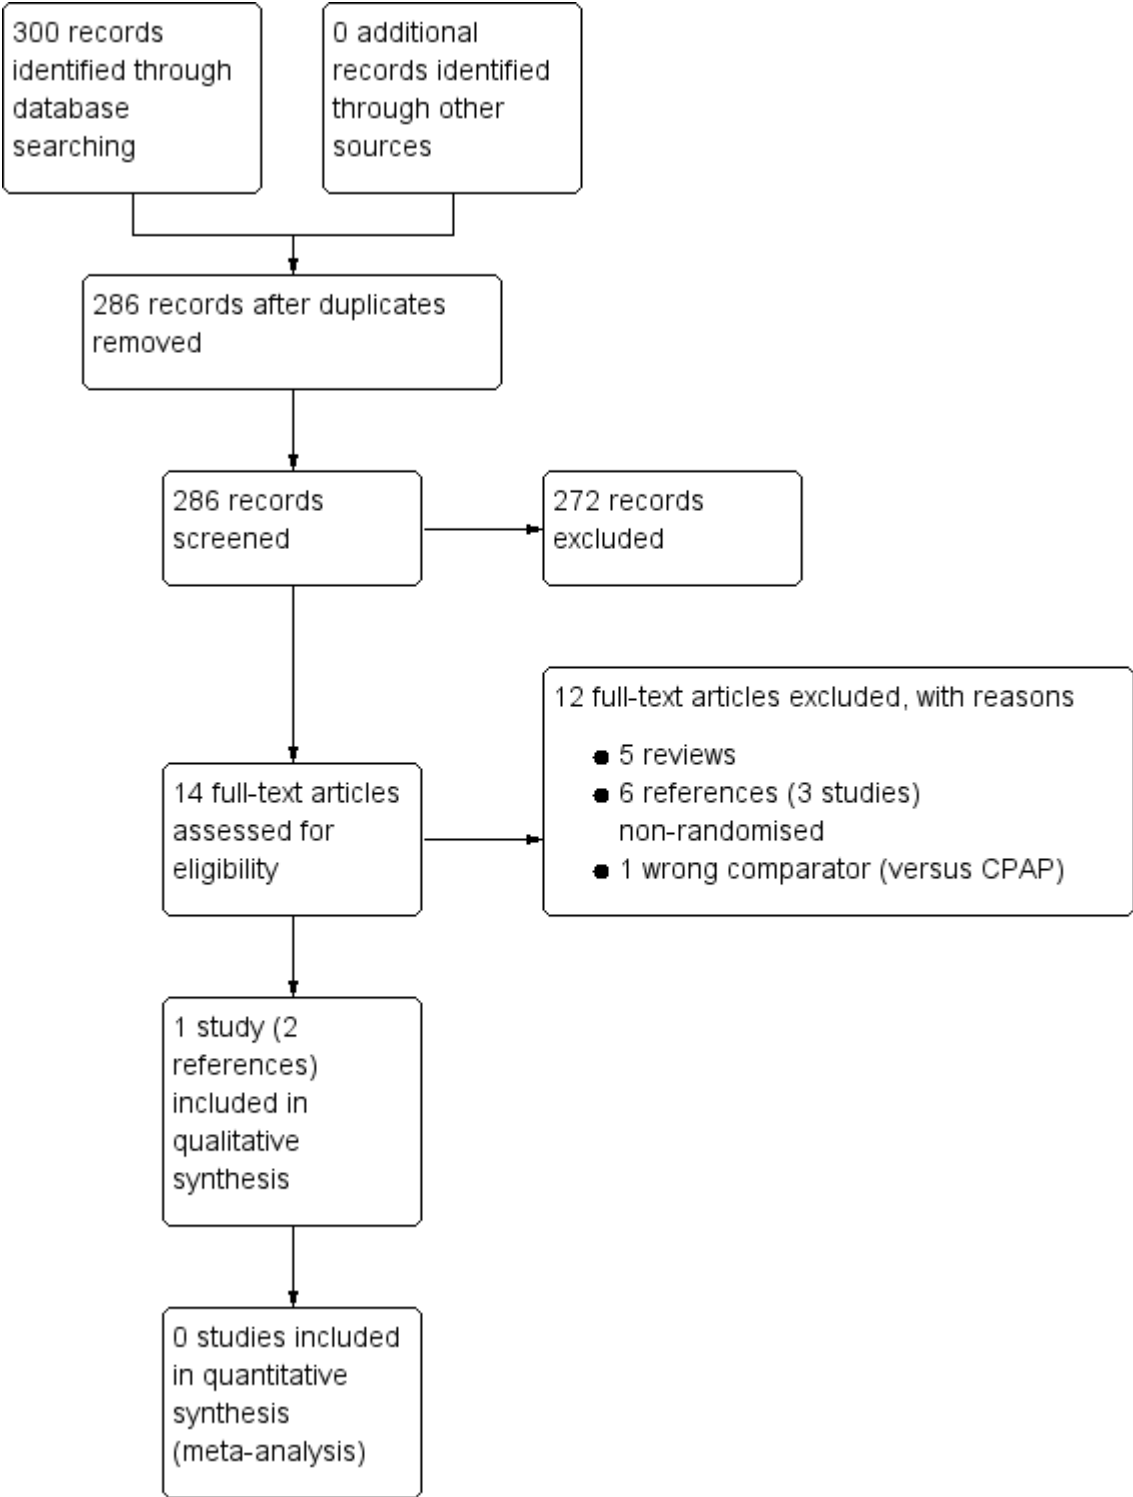 300 records
identified through
database
searching
0 additional
records identified
through other
sources
286 records after duplicates
removed
286 records
screened
272 records
excluded
14 full-text articles
assessed for
eligibility
12 full-text articles excluded, with reasons
● 5 reviews
● 6 references (3 studies)
non-randomised
● 1 wrong comparator (versus CPAP)
1 study (2
references)
included in
qualitative
synthesis
0 studies included
in quantitative
synthesis
(meta-analysis)